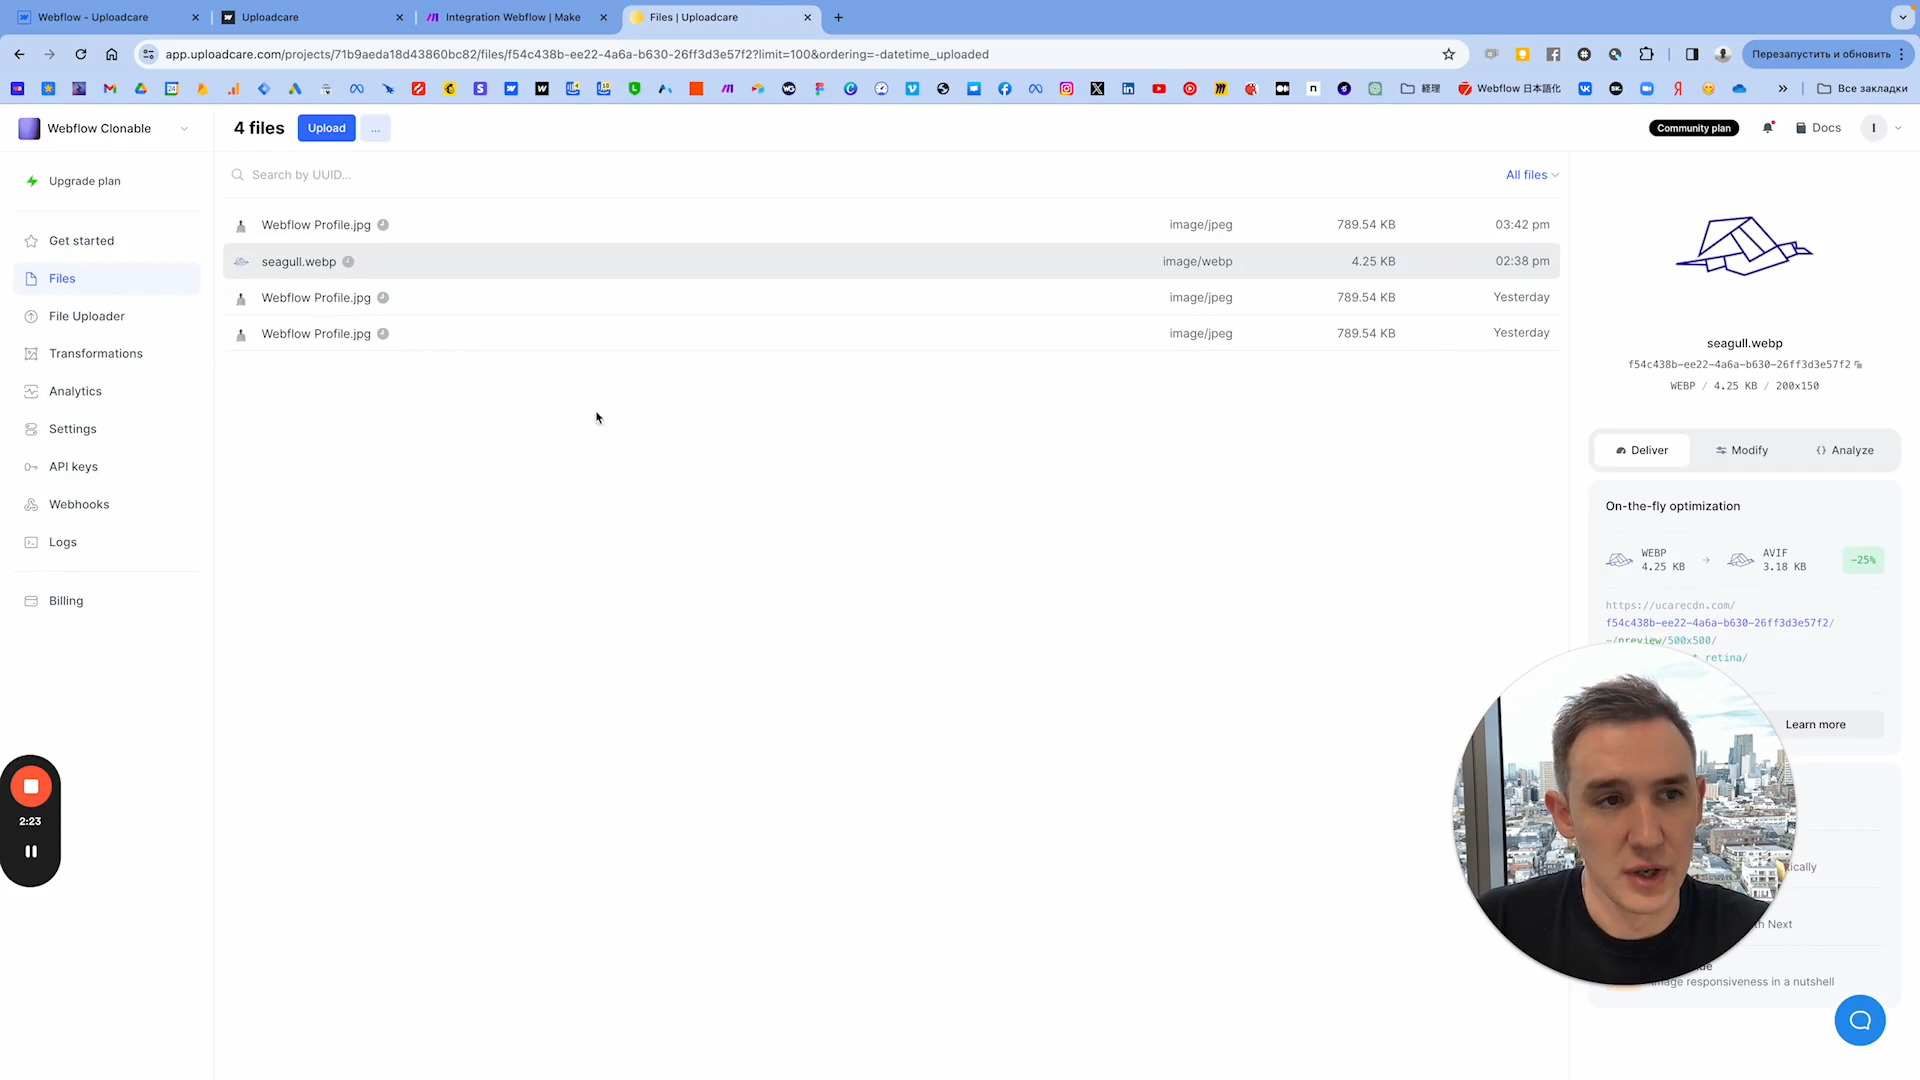 Webflow - Uploadcare
Uploadcare
Integration Webflow | Make
Files | Uploadcare
app.uploadcare.com/projects/71b9aeda18d43860bc82/files/f54c438b-ee22-4a6a-b630-26ff3d3e57f2?limit=100&ordering=-datetime_uploaded
Перезапустить и обновить
経理
Webflow 日本語化
Все закладки
Webflow Clonable
4 files
Upload
...
Community plan
Docs
I
Upgrade plan
Search by UUID...
All files
Get started
Files
File Uploader
Transformations
Analytics
Settings
API keys
Webhooks
Logs
Billing
Webflow Profile.jpg image/jpeg 789.54 KB 03:42 pm
seagull.webp image/webp 4.25 KB 02:38 pm
Webflow Profile.jpg image/jpeg 789.54 KB Yesterday
Webflow Profile.jpg image/jpeg 789.54 KB Yesterday
seagull.webp
f54c438b-ee22-4a6a-b630-26ff3d3e57f2
WEBP / 4.25 KB / 200x150
Deliver
Modify
{} Analyze
On-the-fly optimization
WEBP
4.25 KB
AVIF
3.18 KB
-25%
https://ucarecdn.com/
f54c438b-ee22-4a6a-b630-26ff3d3e57f2/
-/preview/500x500/
retina/
Learn more
Next
image responsiveness in a nutshell
2:23